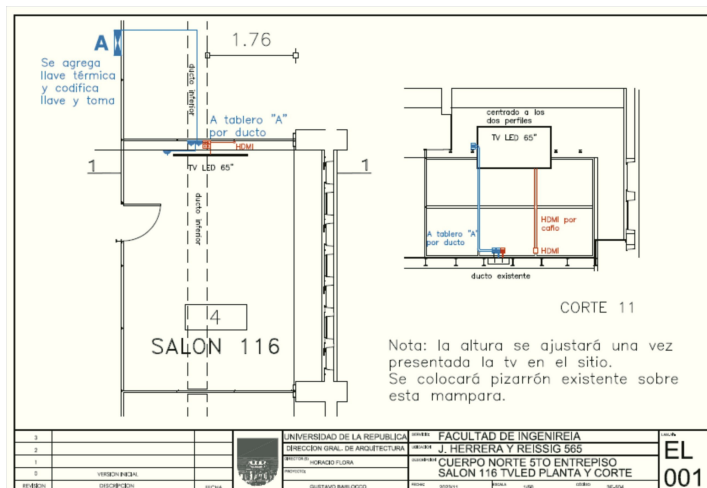 A
Se agrega
llave térmica
y codifica
llave y toma
ducto inferior
1.76
A tablero "A"
por ducto
HDMI
TV LED 65"
1
1
ducto inferior
4
SALON 116
centrado a los
dos perfiles
TV LED 65"
A tablero "A"
por ducto
HDMI por
caño
HDMI
ducto existente
CORTE 11
Nota: la altura se ajustará una vez
presentada la tv en el sitio.
Se colocará pizarrón existente sobre
esta mampara.
3
2
1
0 VERSION INICIAL
REVISION DESCRIPCION FECHA
UNIVERSIDAD DE LA REPUBLICA
DIRECCION GRAL. DE ARQUITECTURA
HORACIO FLORA
GUSTAVO BARLOCCO
FACULTAD DE INGENIREIA
J. HERRERA Y REISSIG 565
CUERPO NORTE 5TO ENTREPISO
SALON 116 TVLED PLANTA Y CORTE
EL
001